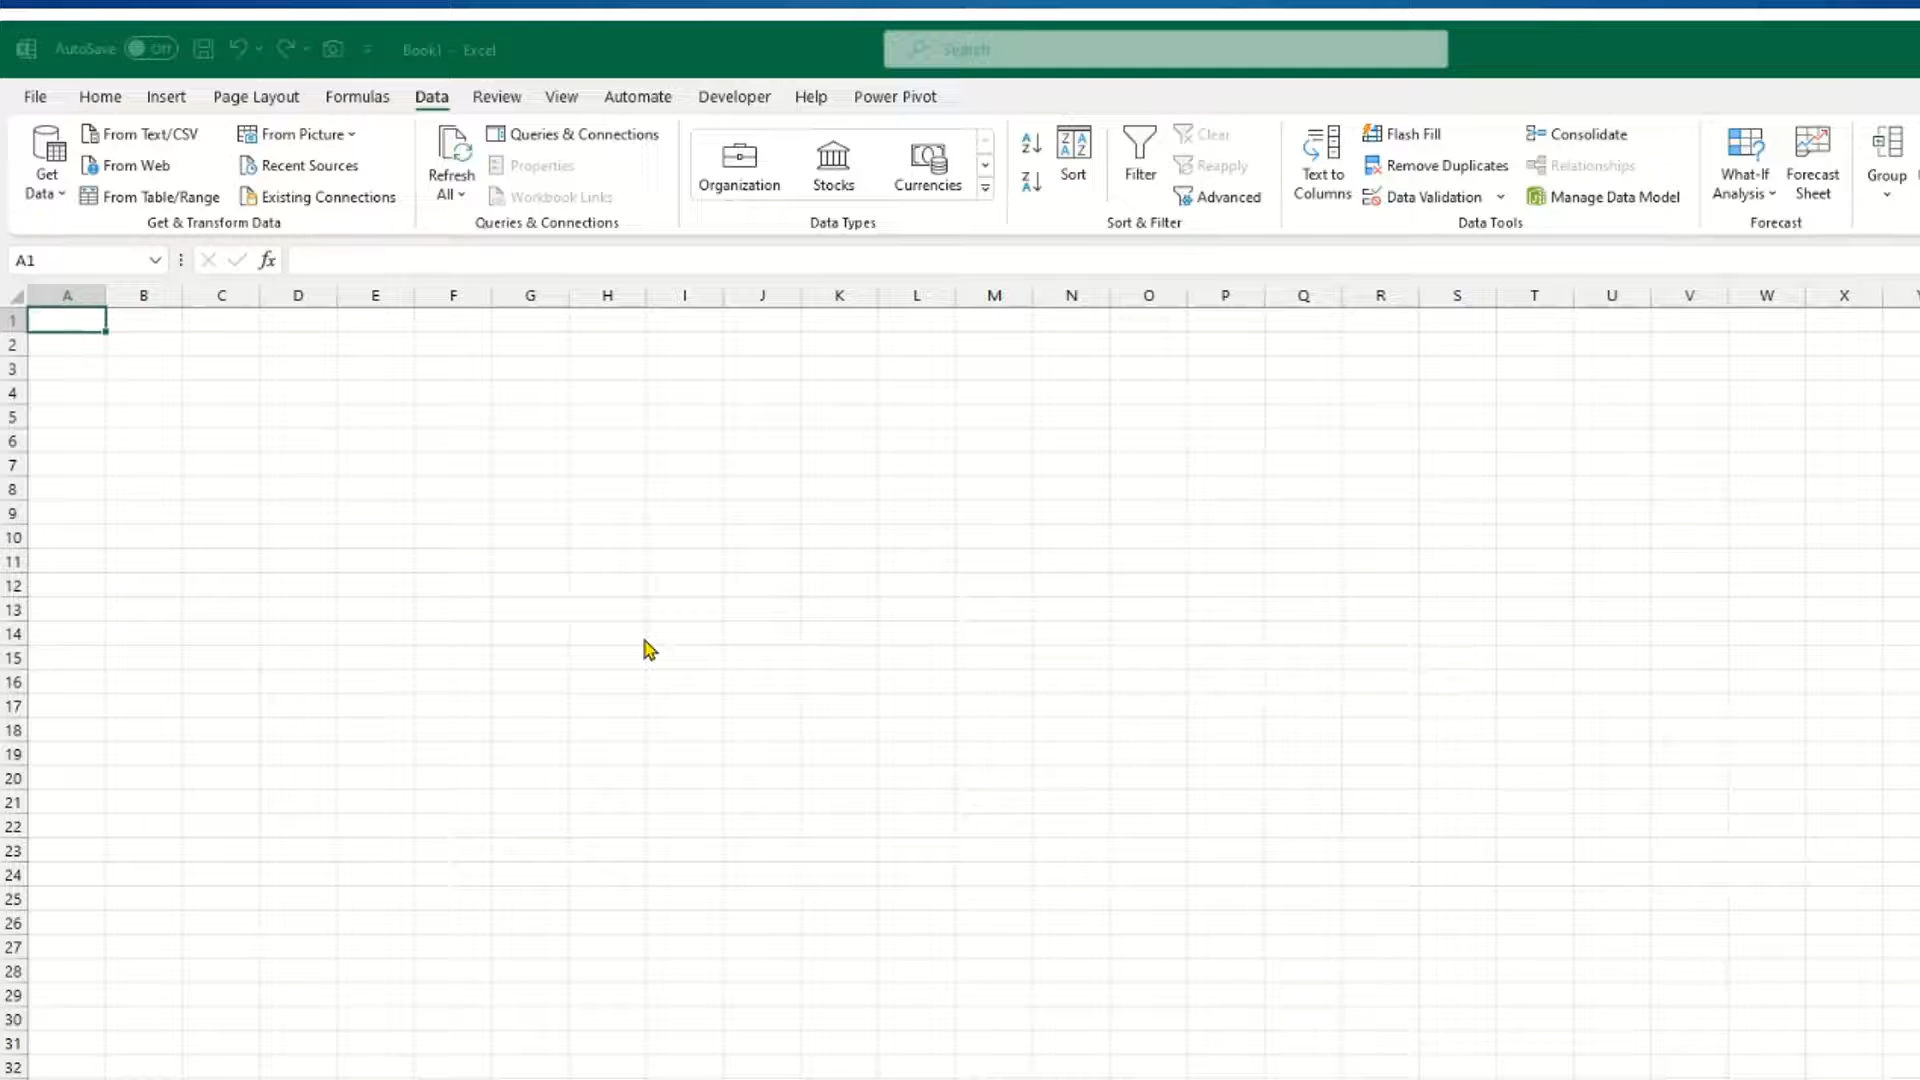 AutoSave Off Book1 - Excel Search
File Home Insert Page Layout Formulas Data Review View Automate Developer Help Power Pivot
Get Data
From Text/CSV
From Web
From Table/Range
From Picture
Recent Sources
Existing Connections
Get & Transform Data
Refresh All
Queries & Connections
Properties
Workbook Links
Queries & Connections
Organization
Stocks
Currencies
Data Types
A Z
Z A
Z A A Z
Sort
Filter
Clear
Reapply
Advanced
Sort & Filter
Text to Columns
Flash Fill
Remove Duplicates
Data Validation
Consolidate
Relationships
Manage Data Model
Data Tools
What-If Analysis
Forecast Sheet
Forecast
Group
A1 fx
A B C D E F G H I J K L M N O P Q R S T U V W X
1
2
3
4
5
6
7
8
9
10
11
12
13
14
15
16
17
18
19
20
21
22
23
24
25
26
27
28
29
30
31
32